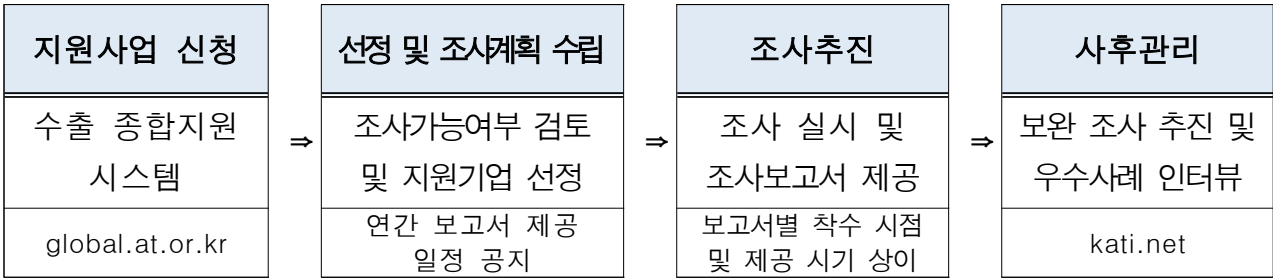 지원사업 신청
수출 종합지원
시스템
global.at.or.kr
⇒
선정 및 조사계획 수립
조사가능여부 검토
및 지원기업 선정
연간 보고서 제공
일정 공지
⇒
조사추진
조사 실시 및
조사보고서 제공
보고서별 착수 시점
및 제공 시기 상이
⇒
사후관리
보완 조사 추진 및
우수사례 인터뷰
kati.net